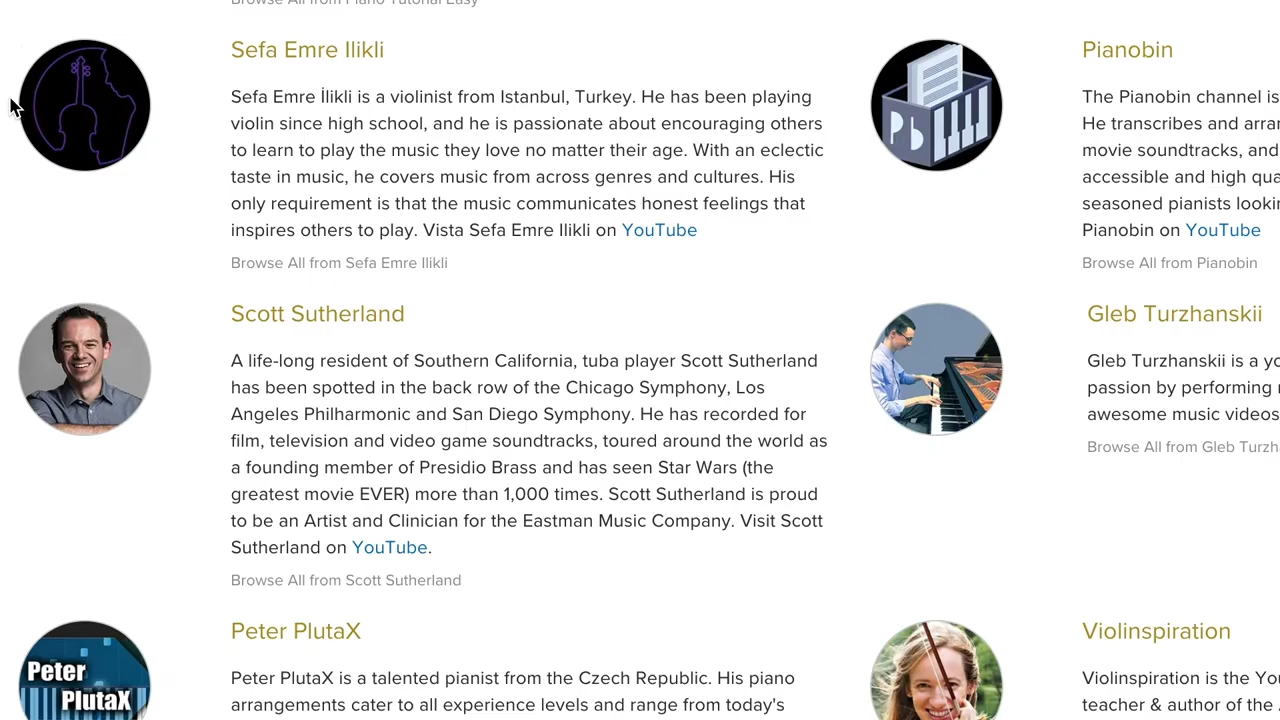 Browse All from Piano Tutorial Easy
Sefa Emre Ilikli
Sefa Emre İlikli is a violinist from Istanbul, Turkey. He has been playing
violin since high school, and he is passionate about encouraging others
to learn to play the music they love no matter their age. With an eclectic
taste in music, he covers music from across genres and cultures. His
only requirement is that the music communicates honest feelings that
inspires others to play. Vista Sefa Emre Ilikli on YouTube
Browse All from Sefa Emre Ilikli
Pb
Pianobin
The Pianobin channel is
He transcribes and arran
movie soundtracks, and
accessible and high qua
seasoned pianists lookin
Pianobin on YouTube
Browse All from Pianobin
Scott Sutherland
A life-long resident of Southern California, tuba player Scott Sutherland
has been spotted in the back row of the Chicago Symphony, Los
Angeles Philharmonic and San Diego Symphony. He has recorded for
film, television and video game soundtracks, toured around the world as
a founding member of Presidio Brass and has seen Star Wars (the
greatest movie EVER) more than 1,000 times. Scott Sutherland is proud
to be an Artist and Clinician for the Eastman Music Company. Visit Scott
Sutherland on YouTube.
Browse All from Scott Sutherland
Gleb Turzhanskii
Gleb Turzhanskii is a yo
passion by performing
awesome music videos
Browse All from Gleb Turzh
Peter
PlutaX
Peter PlutaX
Peter PlutaX is a talented pianist from the Czech Republic. His piano
arrangements cater to all experience levels and range from today's
Violinspiration
Violinspiration is the You
teacher & author of the